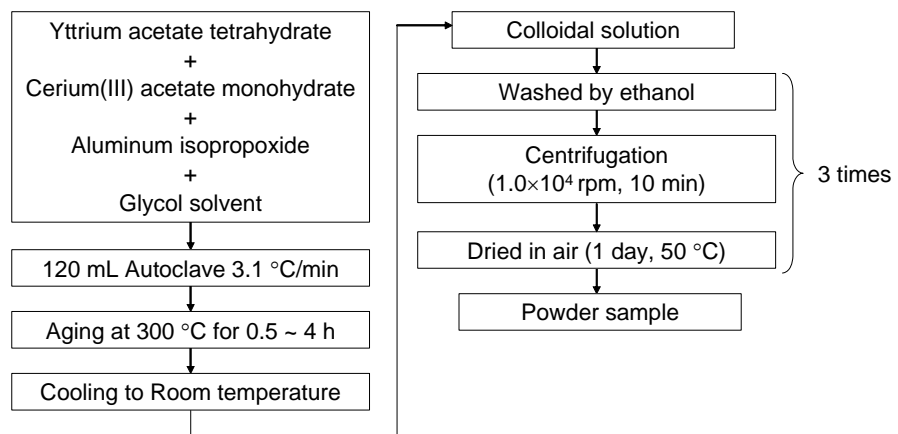 Yttrium acetate tetrahydrate
+
Cerium(III) acetate monohydrate
+
Aluminum isopropoxide
+
Glycol solvent
120 mL Autoclave 3.1 °C/min
Aging at 300 °C for 0.5 ~ 4 h
Cooling to Room temperature
Colloidal solution
Washed by ethanol
Centrifugation
(1.0×10⁴ rpm, 10 min)
Dried in air (1 day, 50 °C)
3 times
Powder sample